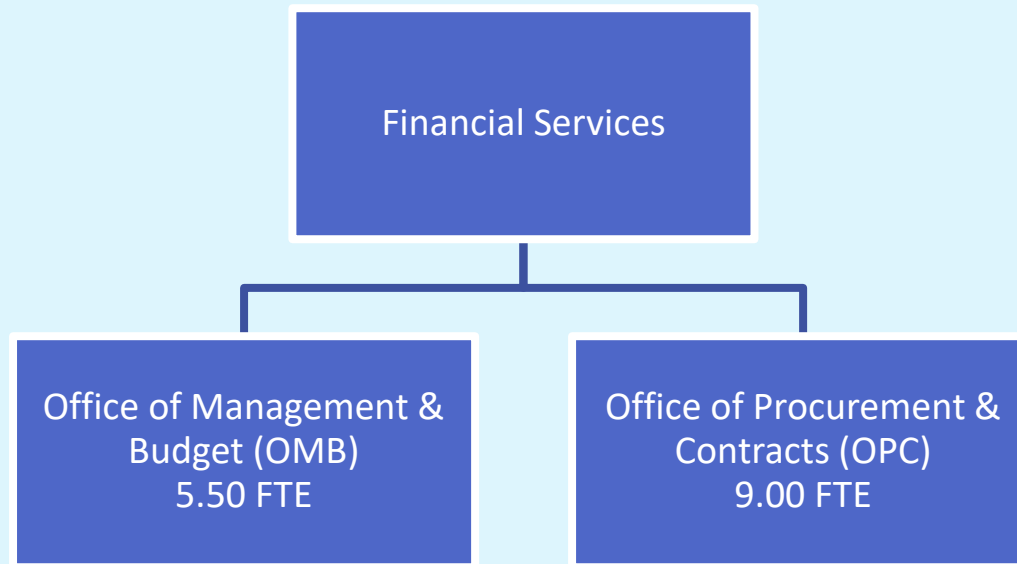 Financial Services
Office of Management &
Budget (OMB)
5.50 FTE
Office of Procurement &
Contracts (OPC)
9.00 FTE